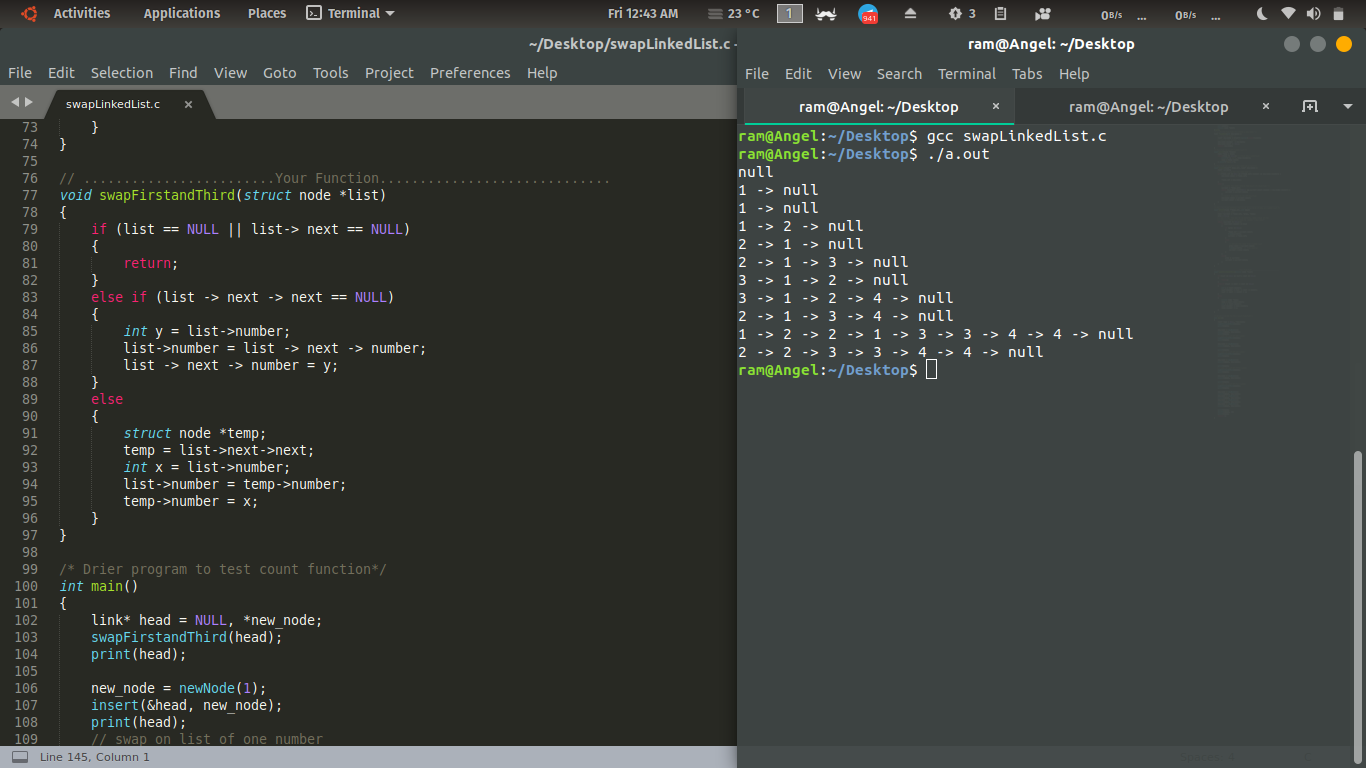 Activities Applications Places Terminal Fri 12:43 AM 23 °C 1 941 3 0B/s ... 0B/s ...
~/Desktop/swapLinkedList.c -
File Edit Selection Find View Goto Tools Project Preferences Help
swapLinkedList.c ×
73 }
74 }
75
76 // ........................Your Function.............................
77 void swapFirstandThird(struct node *list)
78 {
79 if (list == NULL || list-> next == NULL)
80 {
81 return;
82 }
83 else if (list -> next -> next == NULL)
84 {
85 int y = list->number;
86 list->number = list -> next -> number;
87 list -> next -> number = y;
88 }
89 else
90 {
91 struct node *temp;
92 temp = list->next->next;
93 int x = list->number;
94 list->number = temp->number;
95 temp->number = x;
96 }
97 }
98
99 /* Drier program to test count function*/
100 int main()
101 {
102 link* head = NULL, *new_node;
103 swapFirstandThird(head);
104 print(head);
105
106 new_node = newNode(1);
107 insert(&head, new_node);
108 print(head);
109 // swap on list of one number
Line 145, Column 1
ram@Angel: ~/Desktop
File Edit View Search Terminal Tabs Help
ram@Angel: ~/Desktop × ram@Angel: ~/Desktop ×
ram@Angel:~/Desktop$ gcc swapLinkedList.c
ram@Angel:~/Desktop$ ./a.out
null
1 -> null
1 -> null
1 -> 2 -> null
2 -> 1 -> null
2 -> 1 -> 3 -> null
3 -> 1 -> 2 -> null
3 -> 1 -> 2 -> 4 -> null
2 -> 1 -> 3 -> 4 -> null
1 -> 2 -> 2 -> 1 -> 3 -> 3 -> 4 -> 4 -> null
2 -> 2 -> 3 -> 3 -> 4 -> 4 -> null
ram@Angel:~/Desktop$